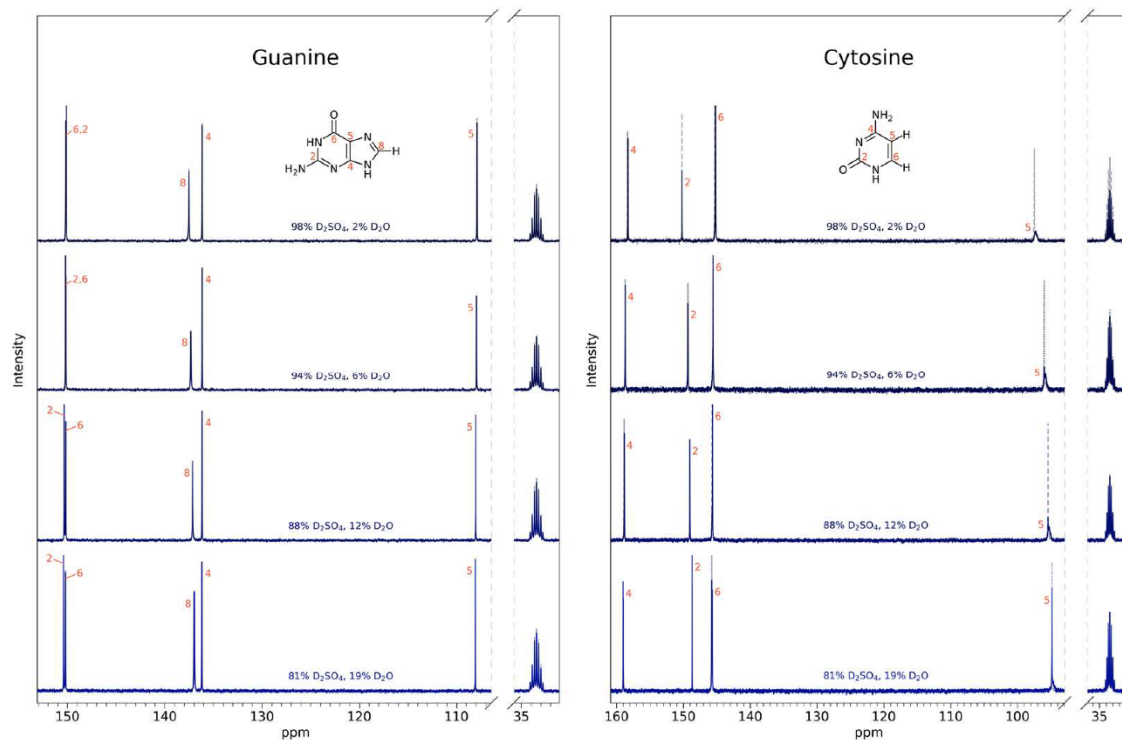 Guanine
6,2
8
4
5
O
NH
6
5
N
8
H
2
H₂N
N
4
N
H
98% D₂SO₄, 2% D₂O
2,6
8
4
5
94% D₂SO₄, 6% D₂O
2
6
8
4
5
88% D₂SO₄, 12% D₂O
2
6
8
4
5
81% D₂SO₄, 19% D₂O
Intensity
150
140
130
120
110
35
ppm
Cytosine
4
2
6
5
NH₂
4
5
H
N
2
6
O
N
H
H
98% D₂SO₄, 2% D₂O
4
2
6
5
94% D₂SO₄, 6% D₂O
4
2
6
5
88% D₂SO₄, 12% D₂O
4
2
6
5
81% D₂SO₄, 19% D₂O
Intensity
160
150
140
130
120
110
100
35
ppm